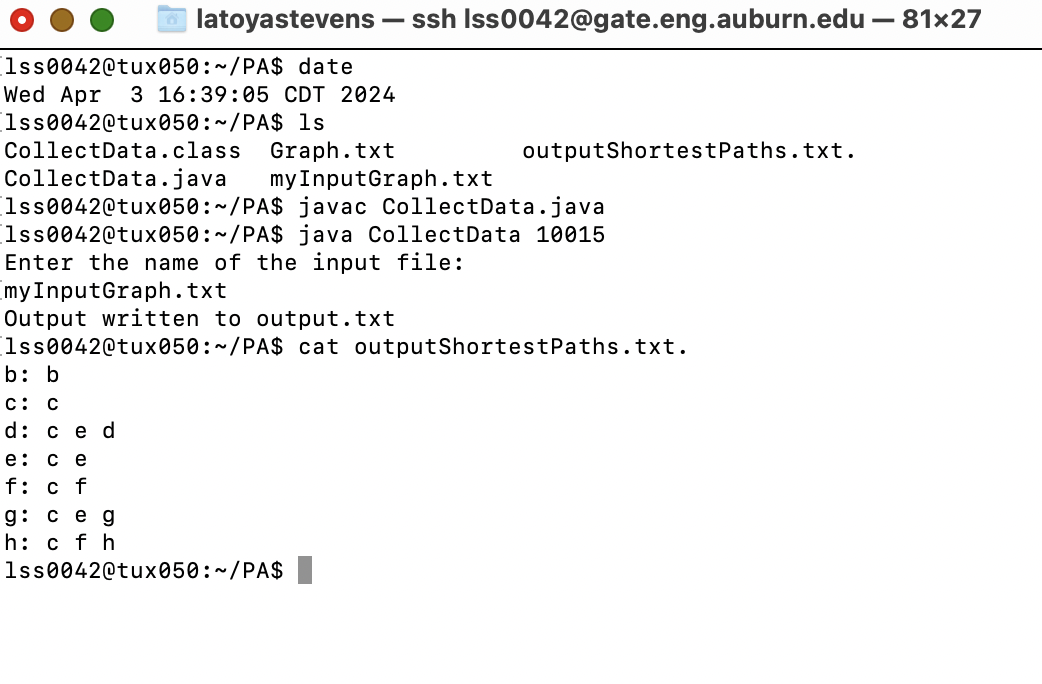 latoyastevens — ssh lss0042@gate.eng.auburn.edu — 81×27
[lss0042@tux050:~/PA$ date
Wed Apr  3 16:39:05 CDT 2024
[lss0042@tux050:~/PA$ ls
CollectData.class  Graph.txt         outputShortestPaths.txt.
CollectData.java   myInputGraph.txt
[lss0042@tux050:~/PA$ javac CollectData.java
[lss0042@tux050:~/PA$ java CollectData 10015
Enter the name of the input file:
[myInputGraph.txt
Output written to output.txt
[lss0042@tux050:~/PA$ cat outputShortestPaths.txt.
b: b
c: c
d: c e d
e: c e
f: c f
g: c e g
h: c f h
lss0042@tux050:~/PA$